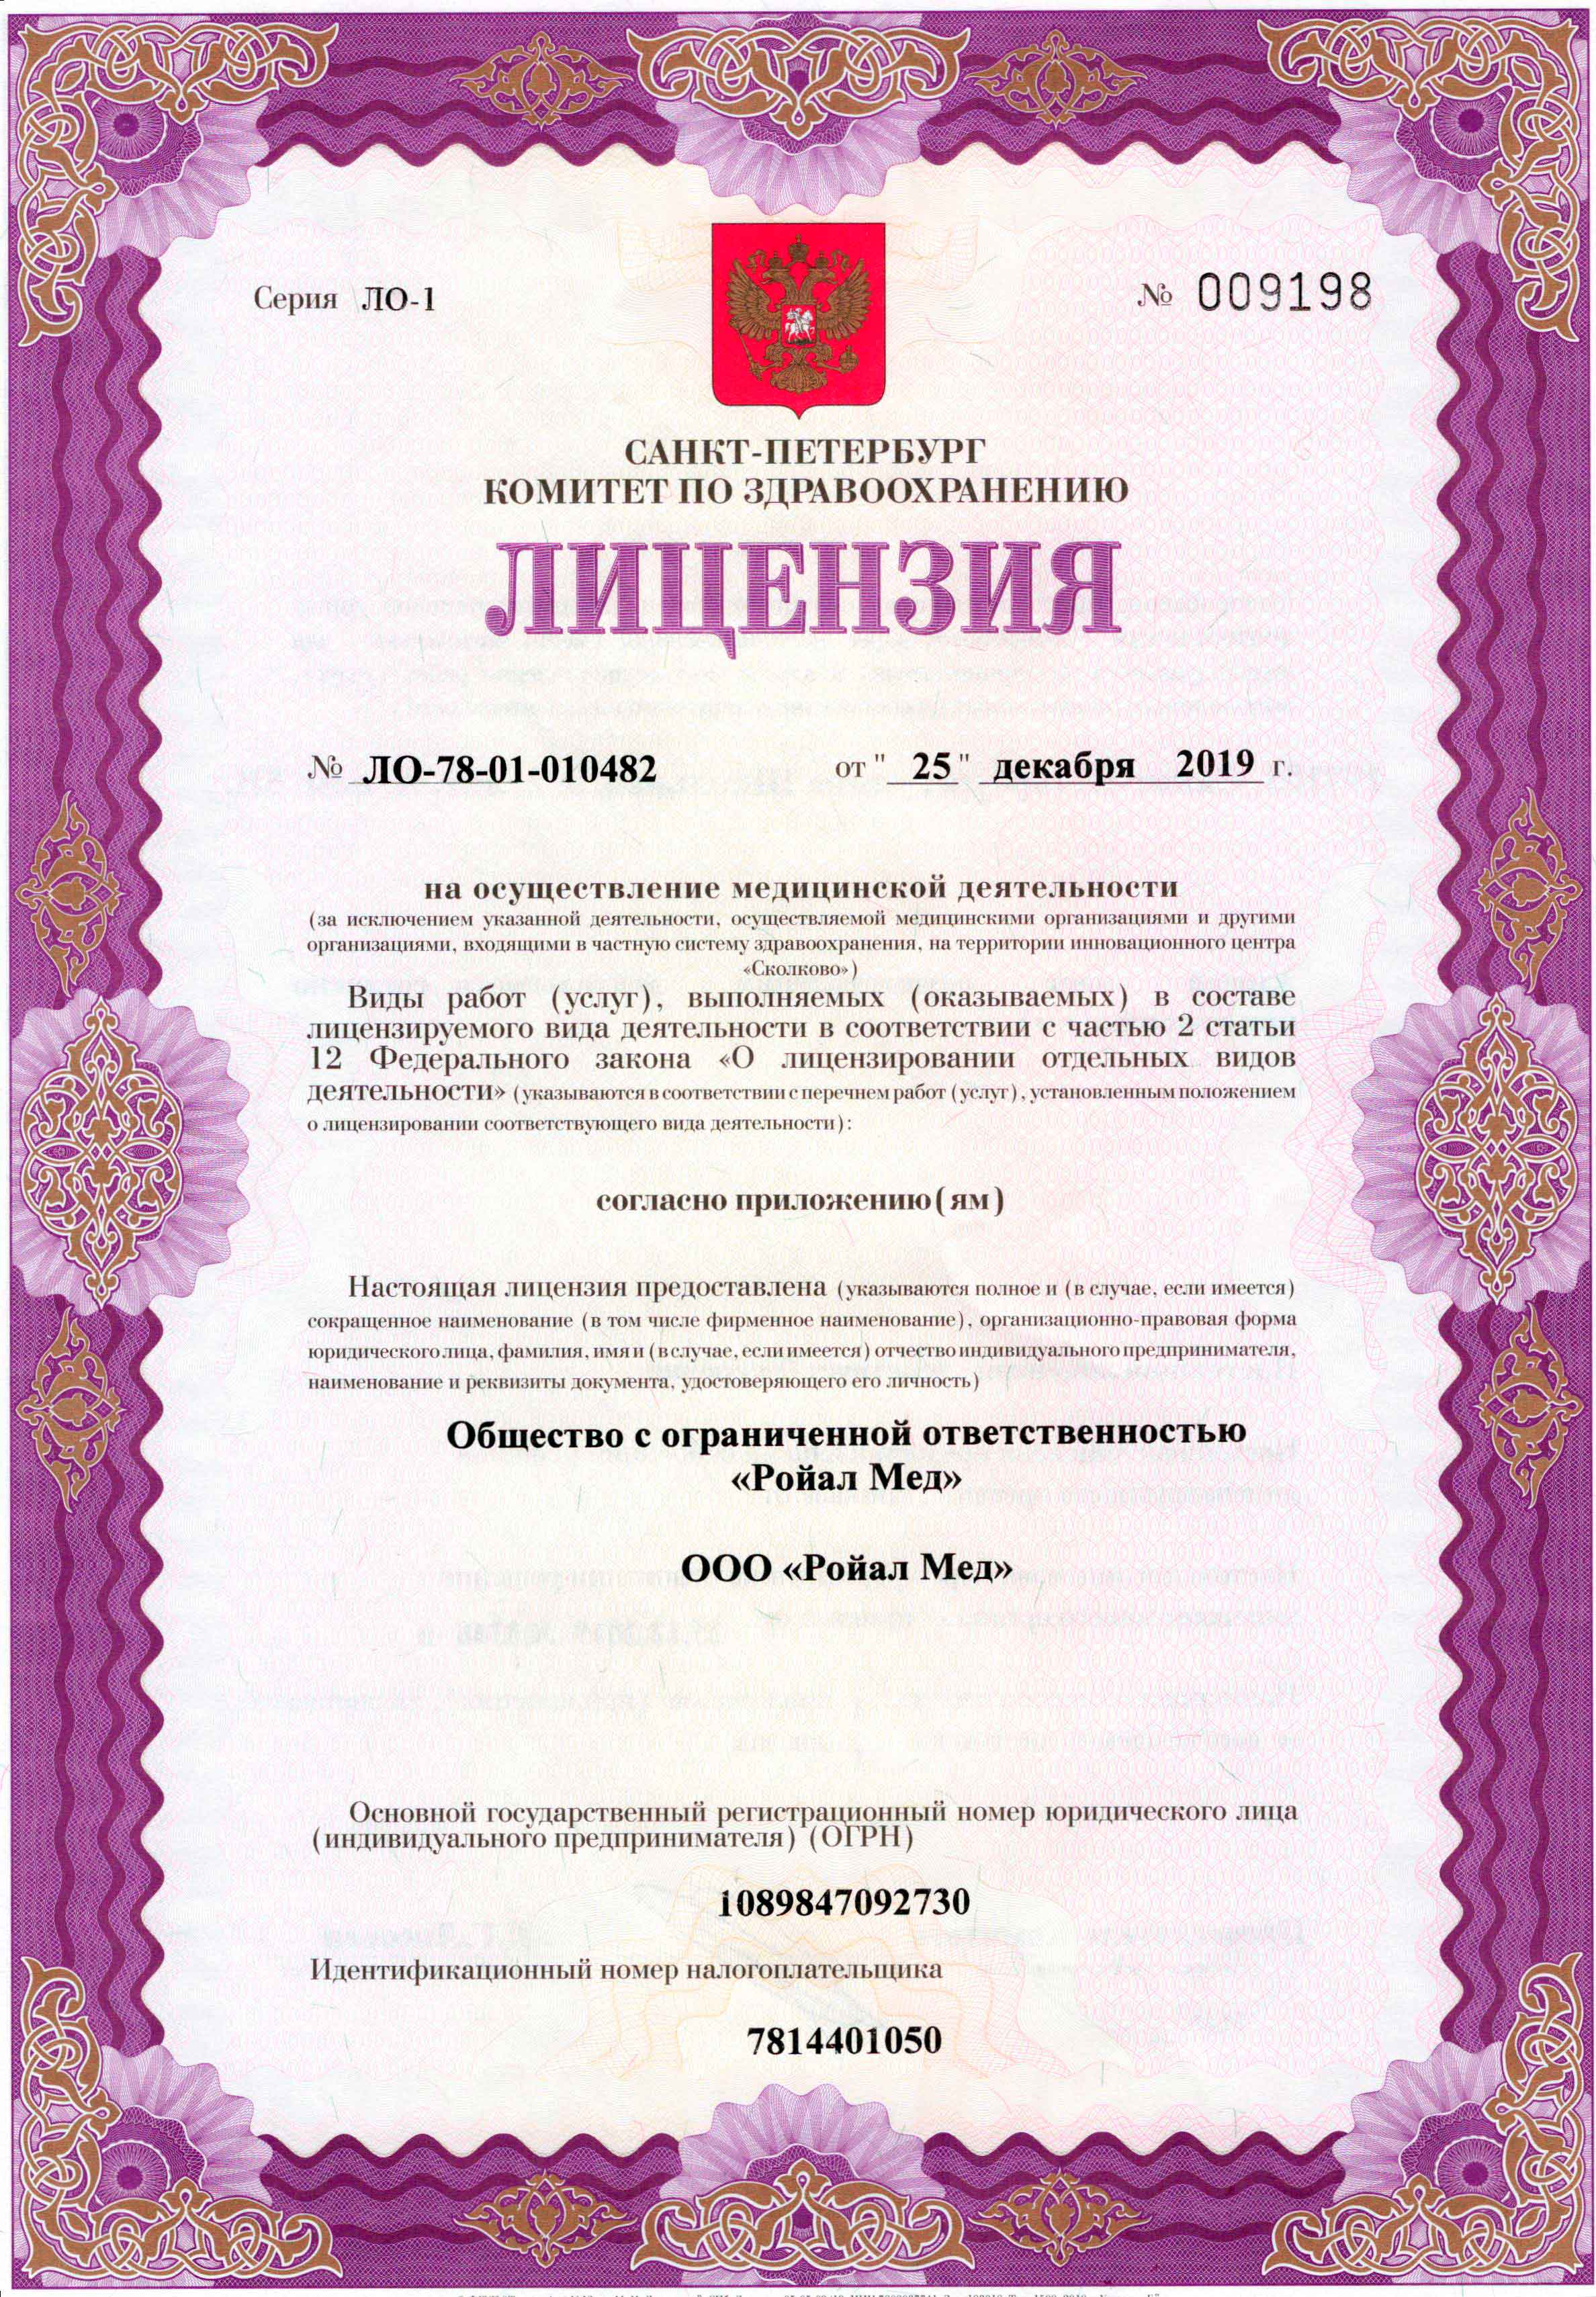 Серия ЛО-1
№ 009198
САНКТ-ПЕТЕРБУРГ
КОМИТЕТ ПО ЗДРАВООХРАНЕНИЮ
ЛИЦЕНЗИЯ
№ ЛО-78-01-010482 от " 25 " декабря 2019 г.
на осуществление медицинской деятельности
(за исключением указанной деятельности, осуществляемой медицинскими организациями и другими
организациями, входящими в частную систему здравоохранения, на территории инновационного центра
«Сколково»)
Виды работ (услуг), выполняемых (оказываемых) в составе
лицензируемого вида деятельности в соответствии с частью 2 статьи
12 Федерального закона «О лицензировании отдельных видов
деятельности» (указываются в соответствии с перечнем работ (услуг), установленным положением
о лицензировании соответствующего вида деятельности):
согласно приложению(ям)
Настоящая лицензия предоставлена (указываются полное и (в случае, если имеется)
сокращенное наименование (в том числе фирменное наименование), организационно-правовая форма
юридического лица, фамилия, имя и (в случае, если имеется) отчество индивидуального предпринимателя,
наименование и реквизиты документа, удостоверяющего его личность)
Общество с ограниченной ответственностью
«Ройал Мед»
ООО «Ройал Мед»
Основной государственный регистрационный номер юридического лица
(индивидуального предпринимателя) (ОГРН)
1089847092730
Идентификационный номер налогоплательщика
7814401050